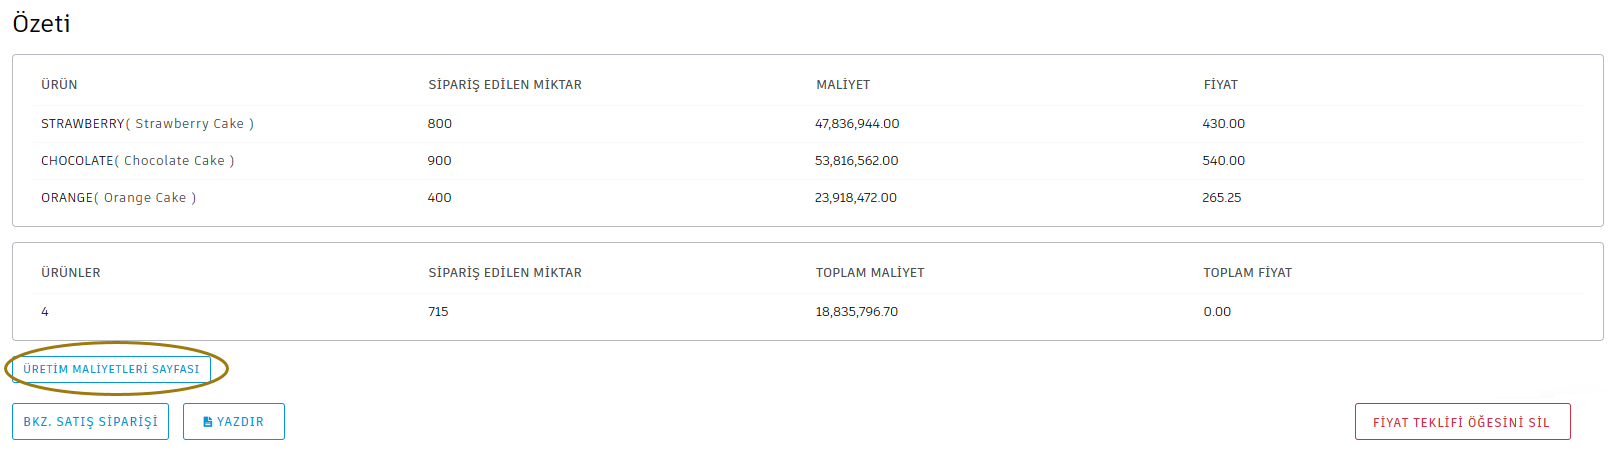 Özeti
ÜRÜN SİPARİŞ EDİLEN MİKTAR MALİYET FİYAT
STRAWBERRY( Strawberry Cake ) 800 47,836,944.00 430.00
CHOCOLATE( Chocolate Cake ) 900 53,816,562.00 540.00
ORANGE( Orange Cake ) 400 23,918,472.00 265.25
ÜRÜNLER SİPARİŞ EDİLEN MİKTAR TOPLAM MALİYET TOPLAM FİYAT
4 715 18,835,796.70 0.00
ÜRETİM MALİYETLERİ SAYFASI
BKZ. SATIŞ SİPARİŞİ YAZDIR FİYAT TEKLİFİ ÖĞESİNİ SİL